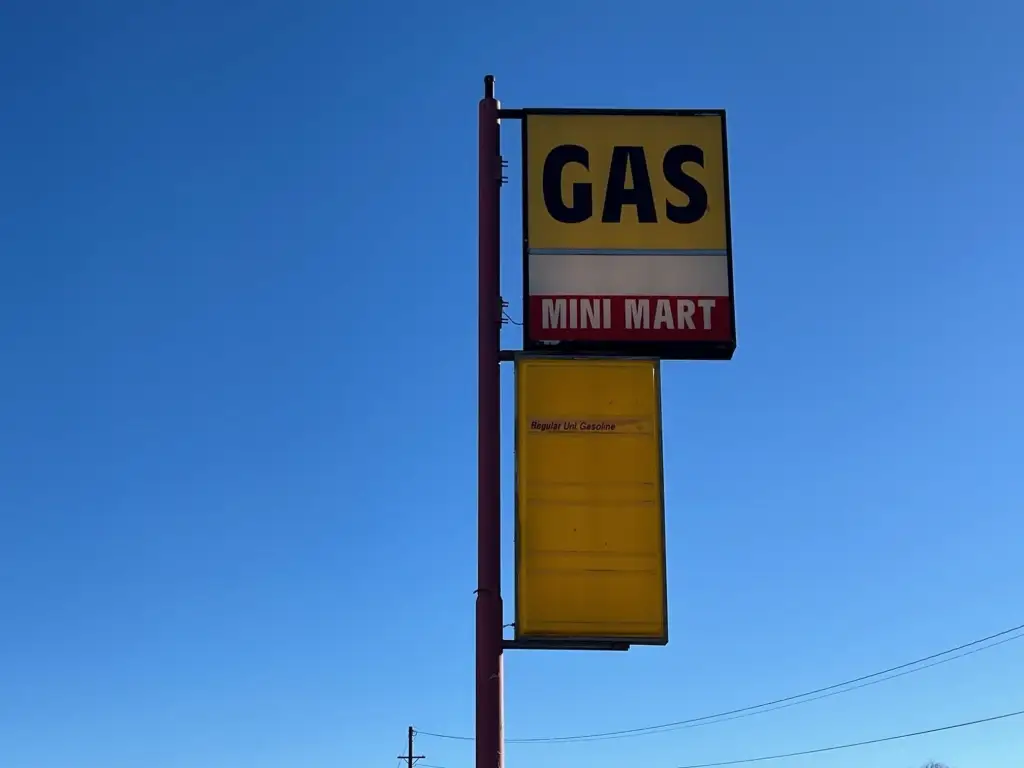 GAS
MINI MART
Regular Unl. Gasoline